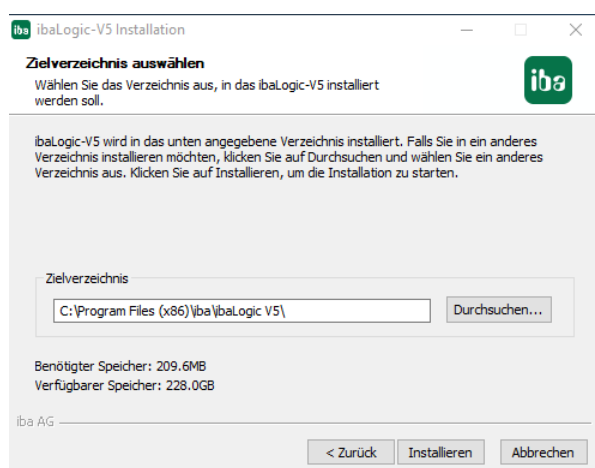 iba ibaLogic-V5 Installation
Zielverzeichnis auswählen
Wählen Sie das Verzeichnis aus, in das ibaLogic-V5 installiert
werden soll.
iba
ibaLogic-V5 wird in das unten angegebene Verzeichnis installiert. Falls Sie in ein anderes
Verzeichnis installieren möchten, klicken Sie auf Durchsuchen und wählen Sie ein anderes
Verzeichnis aus. Klicken Sie auf Installieren, um die Installation zu starten.
Zielverzeichnis
C:\Program Files (x86)\iba\ibaLogic V5\ Durchsuchen...
Benötigter Speicher: 209.6MB
Verfügbarer Speicher: 228.0GB
iba AG
< Zurück Installieren Abbrechen